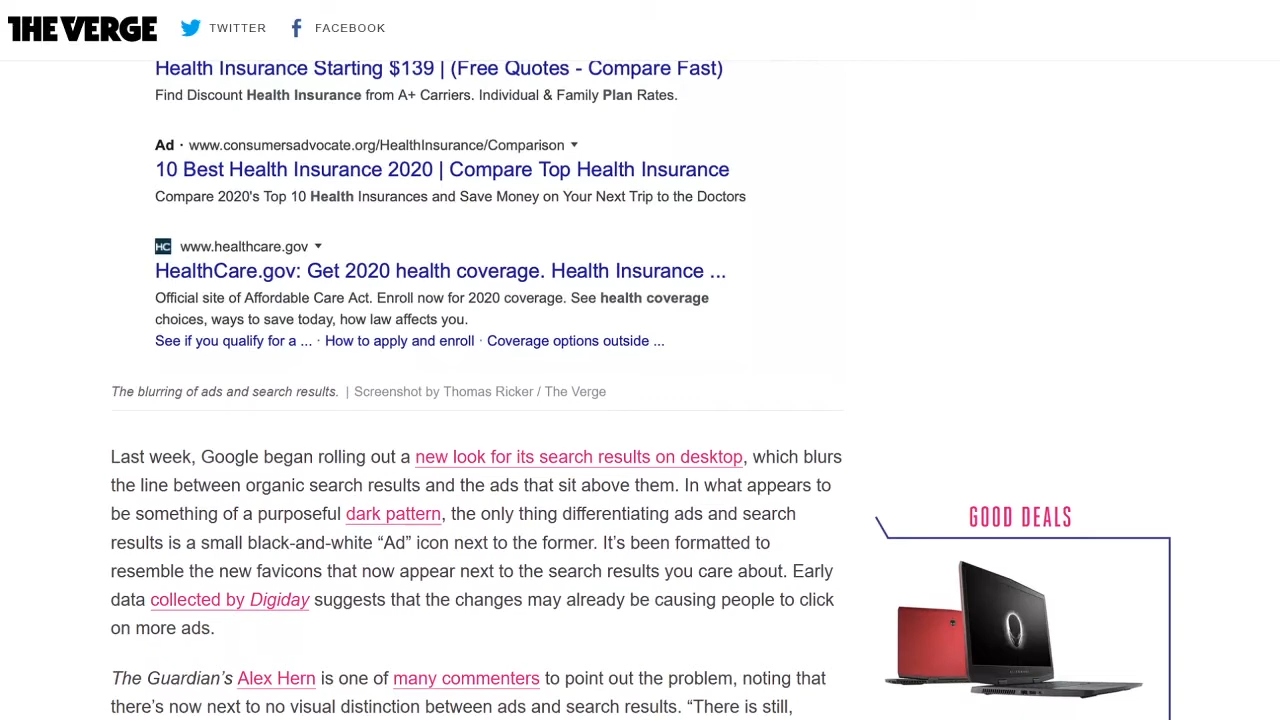 THE VERGE TWITTER FACEBOOK
Health Insurance Starting $139 | (Free Quotes - Compare Fast)
Find Discount Health Insurance from A+ Carriers. Individual & Family Plan Rates.
Ad · www.consumersadvocate.org/HealthInsurance/Comparison
10 Best Health Insurance 2020 | Compare Top Health Insurance
Compare 2020's Top 10 Health Insurances and Save Money on Your Next Trip to the Doctors
HC www.healthcare.gov
HealthCare.gov: Get 2020 health coverage. Health Insurance ...
Official site of Affordable Care Act. Enroll now for 2020 coverage. See health coverage
choices, ways to save today, how law affects you.
See if you qualify for a ... · How to apply and enroll · Coverage options outside ...
The blurring of ads and search results. | Screenshot by Thomas Ricker / The Verge
Last week, Google began rolling out a new look for its search results on desktop, which blurs
the line between organic search results and the ads that sit above them. In what appears to
be something of a purposeful dark pattern, the only thing differentiating ads and search
results is a small black-and-white “Ad” icon next to the former. It’s been formatted to
resemble the new favicons that now appear next to the search results you care about. Early
data collected by Digiday suggests that the changes may already be causing people to click
on more ads.
The Guardian’s Alex Hern is one of many commenters to point out the problem, noting that
there’s now next to no visual distinction between ads and search results. “There is still,
GOOD DEALS